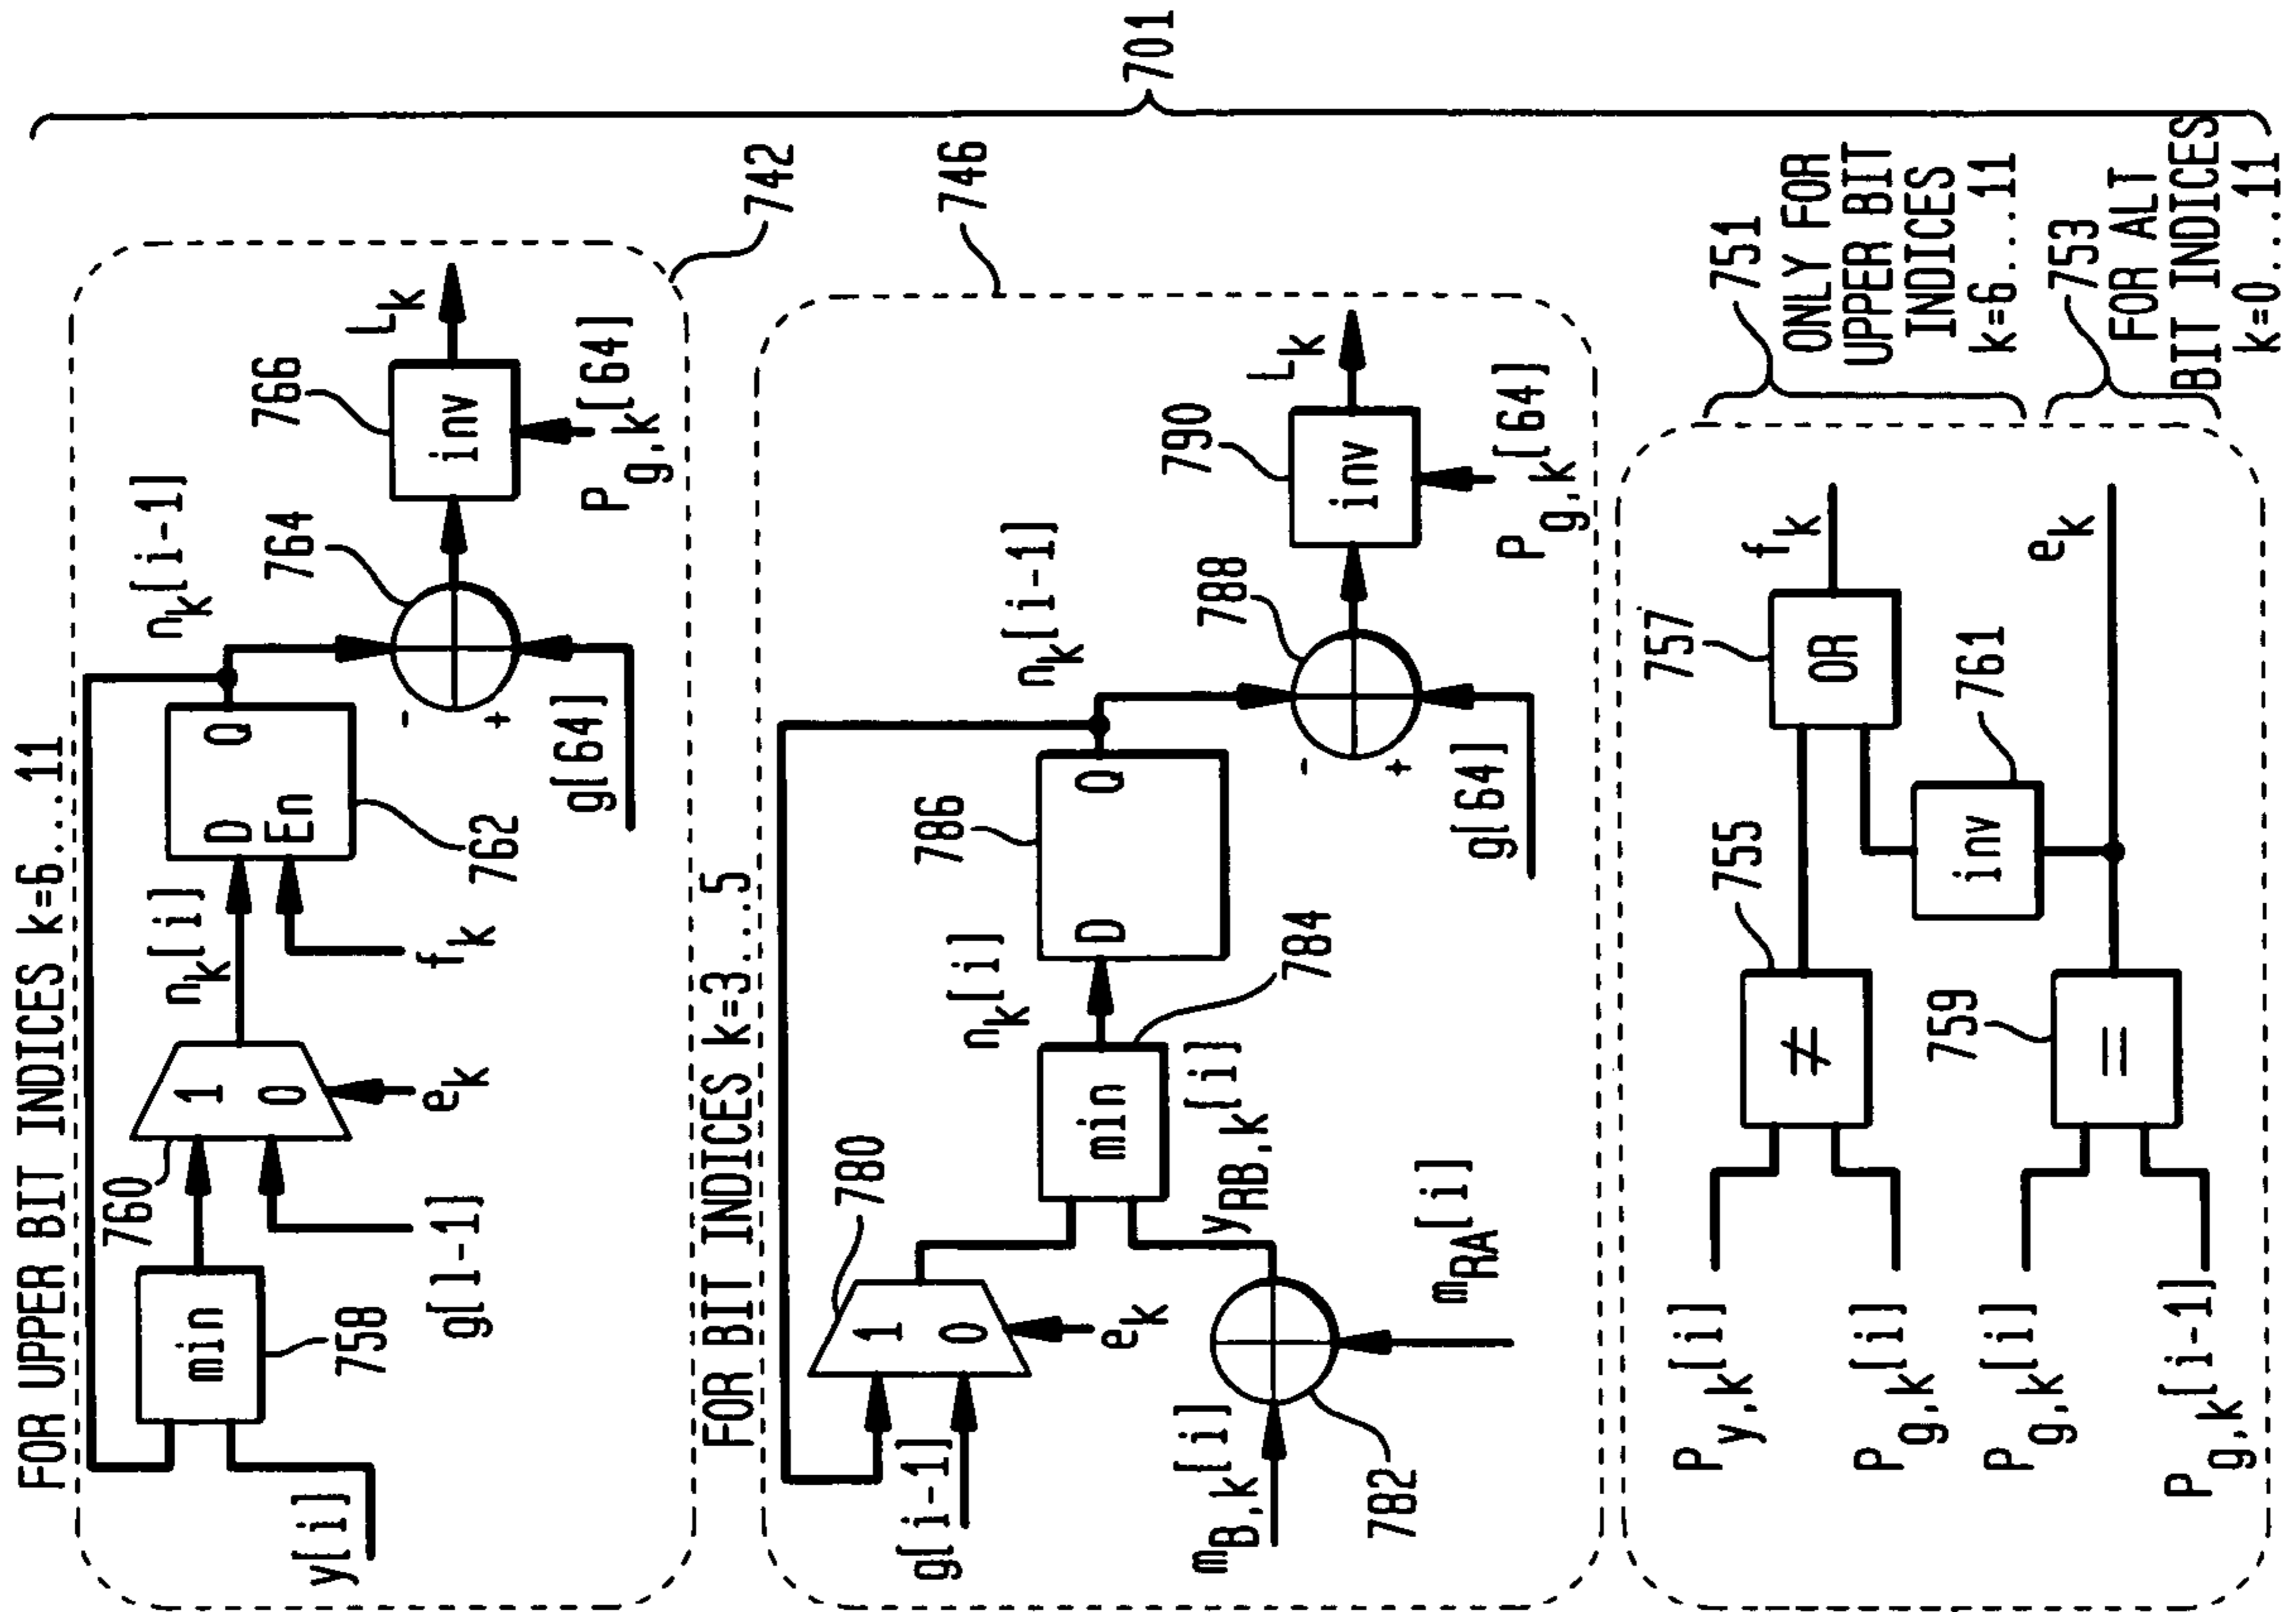 FOR UPPER BIT INDICES k=6...11
y[i]
min
758
760
1
0
g[l-1]
e_k
n_k[i]
f_k
D Q
En
762
n_k[i-1]
764
-
+
g[64]
766
inv
P_g,k[64]
L_k
742
FOR BIT INDICES k=3...5
g[i-1]
780
1
0
e_k
m_B,k[i]
782
m_RA[i]
y_RB,k[i]
min
784
n_k[i]
786
D Q
n_k[i-1]
788
-
+
g[64]
790
inv
P_g,k[64]
L_k
746
P_y,k[i]
P_g,k[i]
P_g,k[i]
P_g,k[i-1]
755
≠
759
=
757
OR
761
inv
f_k
e_k
751
ONLY FOR
UPPER BIT
INDICES
k=6...11
753
FOR ALT
BIT INDICES
k=0...11
701